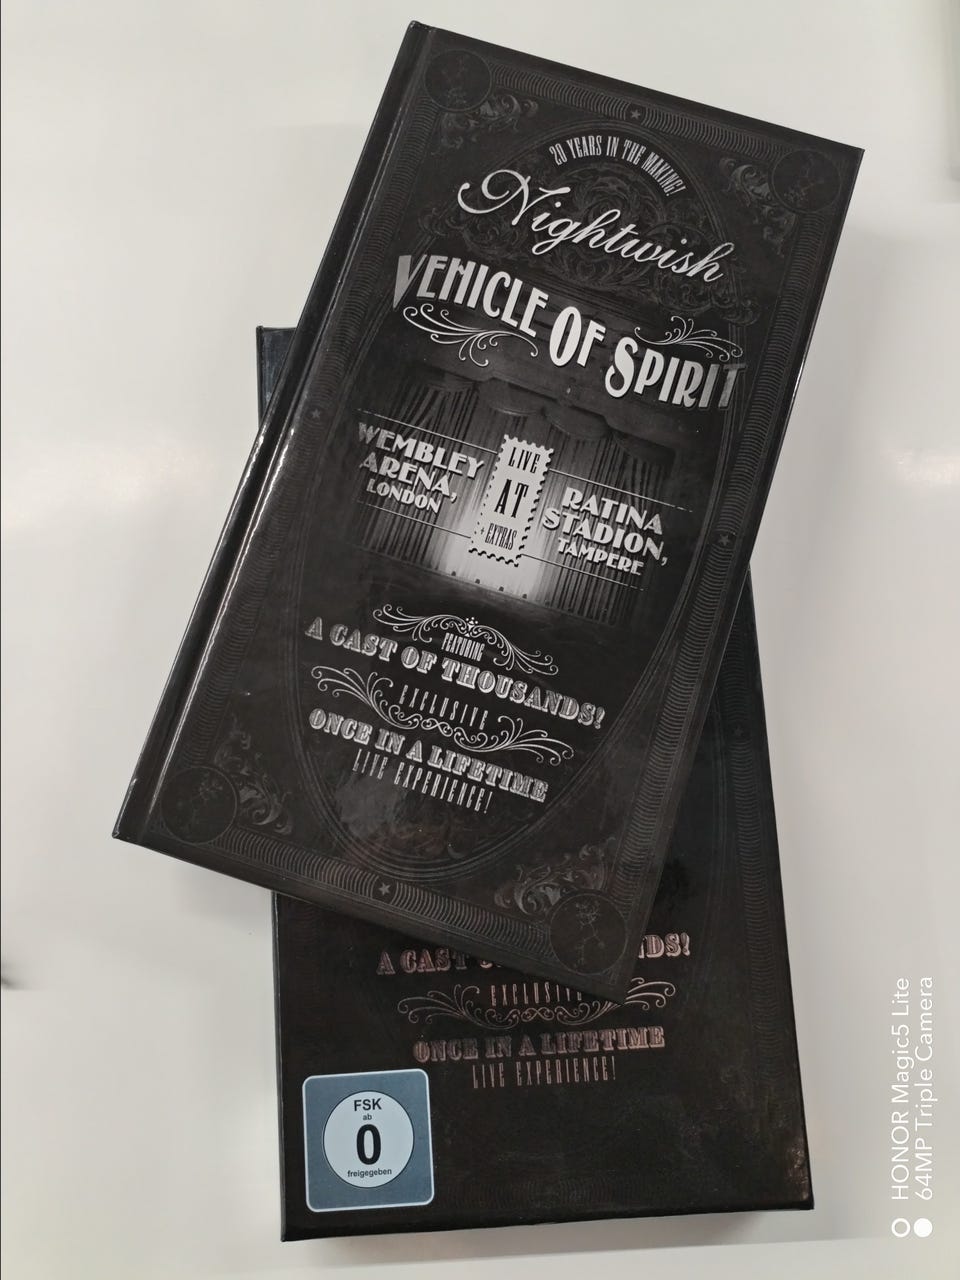 20 YEARS IN THE MAKING!
Nightwish
VEHICLE OF SPIRIT
WEMBLEY
ARENA,
LONDON
LIVE
AT
+ EXTRAS
RATINA
STADION,
TAMPERE
FEATURING
A CAST OF THOUSANDS!
EXCLUSIVE
ONCE IN A LIFETIME
LIVE EXPERIENCE!
A CAST NDS!
EXCLUSIVE
ONCE IN A LIFETIME
LIVE EXPERIENCE!
FSK
ab
0
freigegeben
HONOR Magic5 Lite
64MP Triple Camera